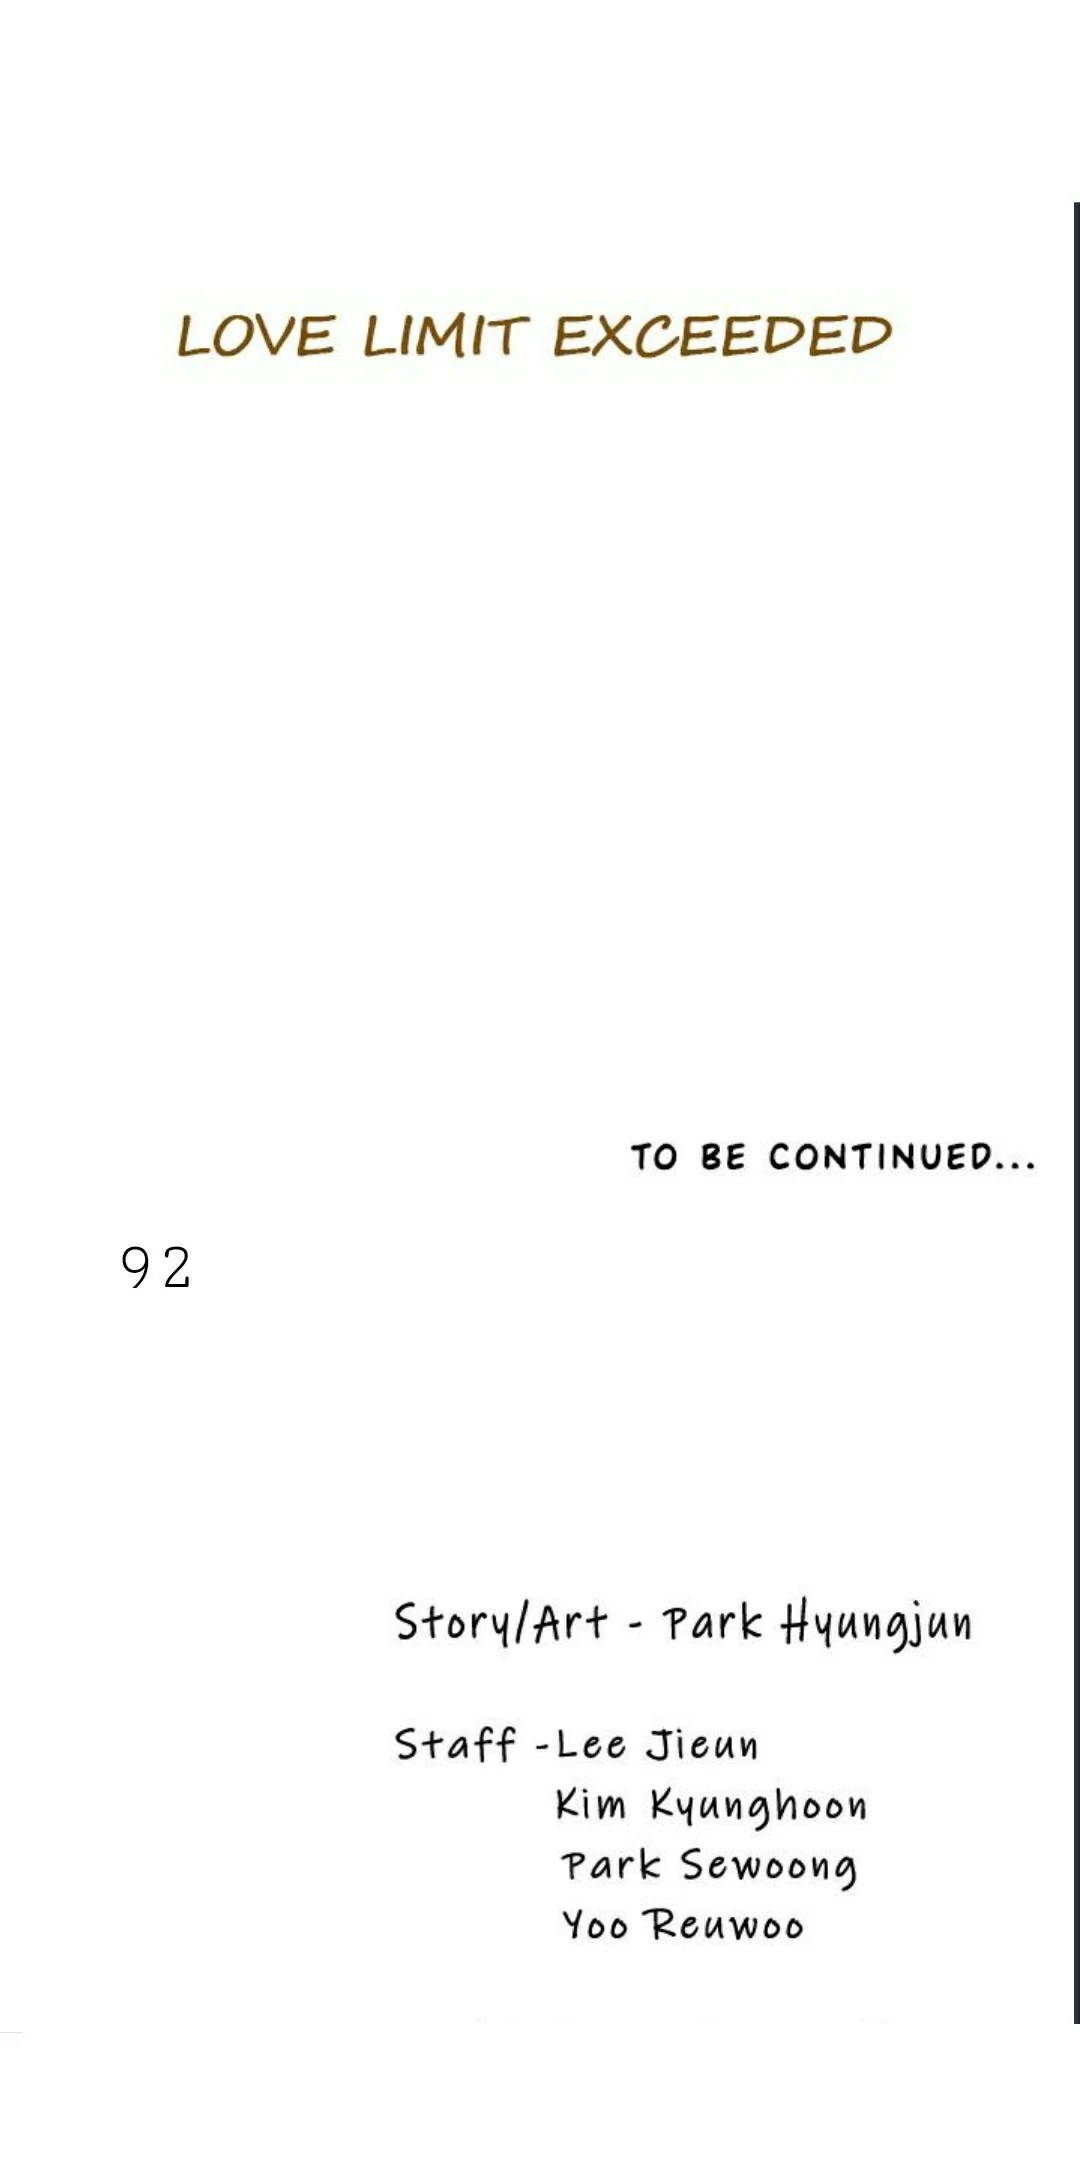 LOVE LIMIT EXCEEDED
TO BE CONTINUED...
92
Story/Art - Park Hyungjun
Staff -Lee Jieun
Kim Kyunghoon
Park Sewoong
Yoo Reuwoo